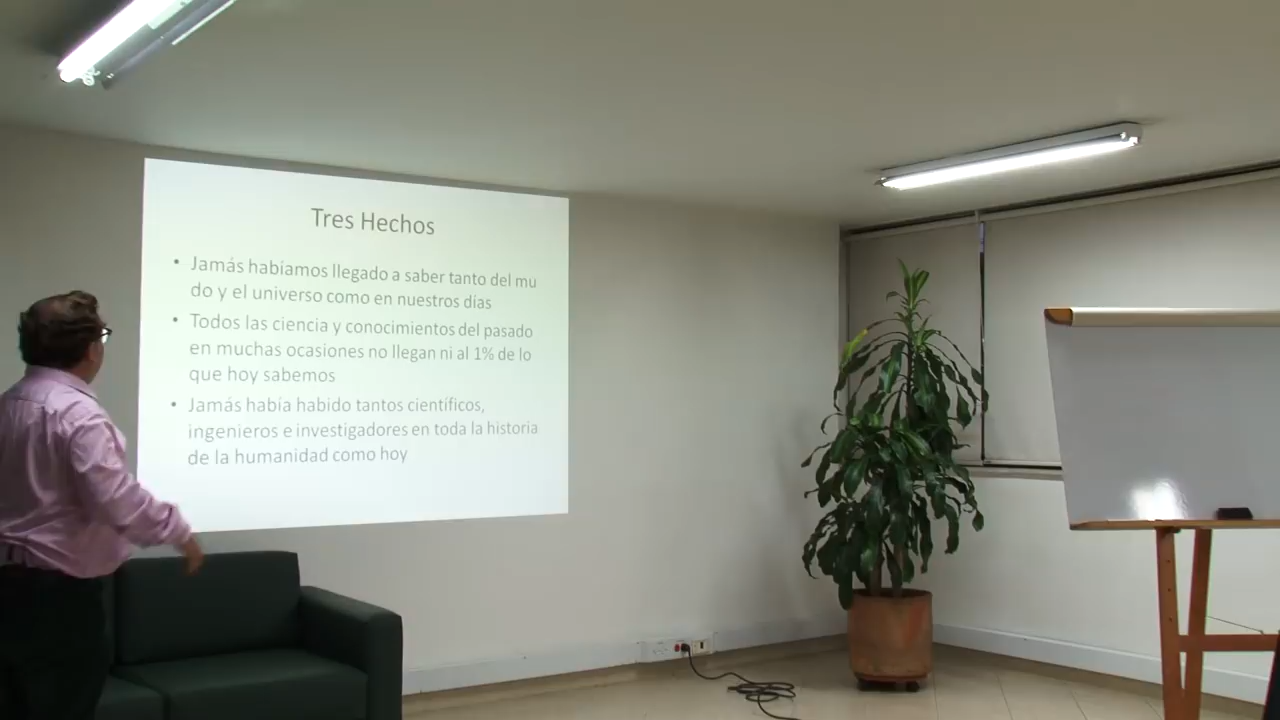 Tres Hechos
• Jamás habíamos llegado a saber tanto del mu
do y el universo como en nuestros días
• Todos las ciencia y conocimientos del pasado
en muchas ocasiones no llegan ni al 1% de lo
que hoy sabemos
• Jamás había habido tantos científicos,
ingenieros e investigadores en toda la historia
de la humanidad como hoy